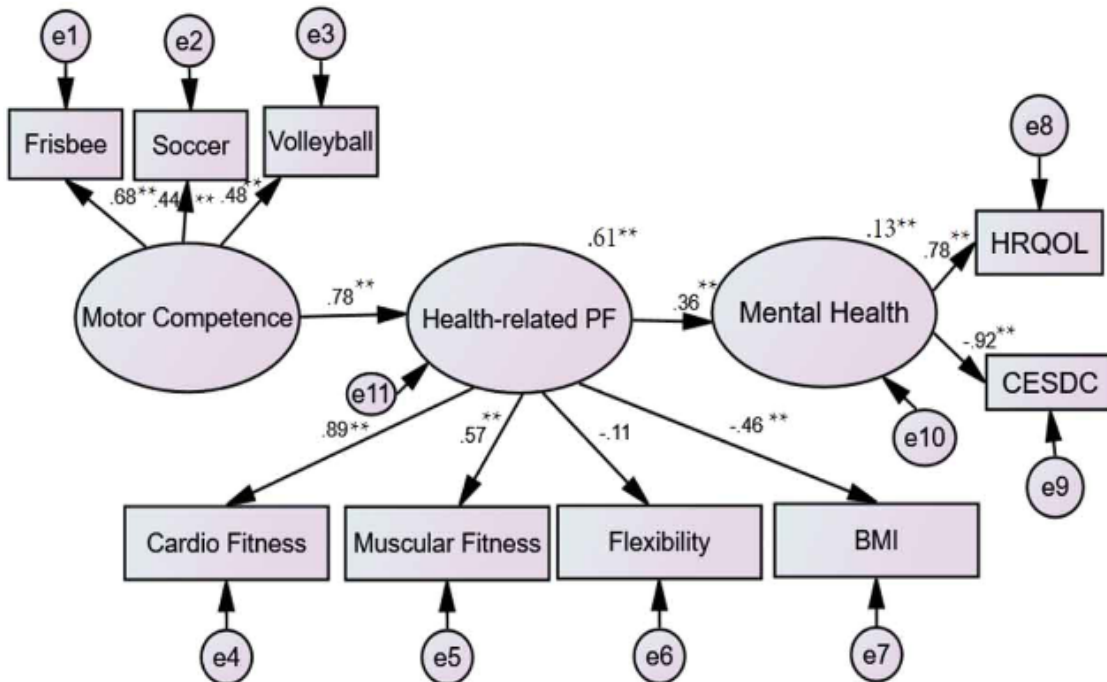 e1
e2
e3
Frisbee
Soccer
Volleyball
e8
.68**
.44**
.48**
.61**
.13**
.78**
HRQOL
Motor Competence
.78**
Health-related PF
.36**
Mental Health
-.92**
CESDC
e11
e10
e9
.89**
.57**
-.11
-.46**
Cardio Fitness
Muscular Fitness
Flexibility
BMI
e4
e5
e6
e7